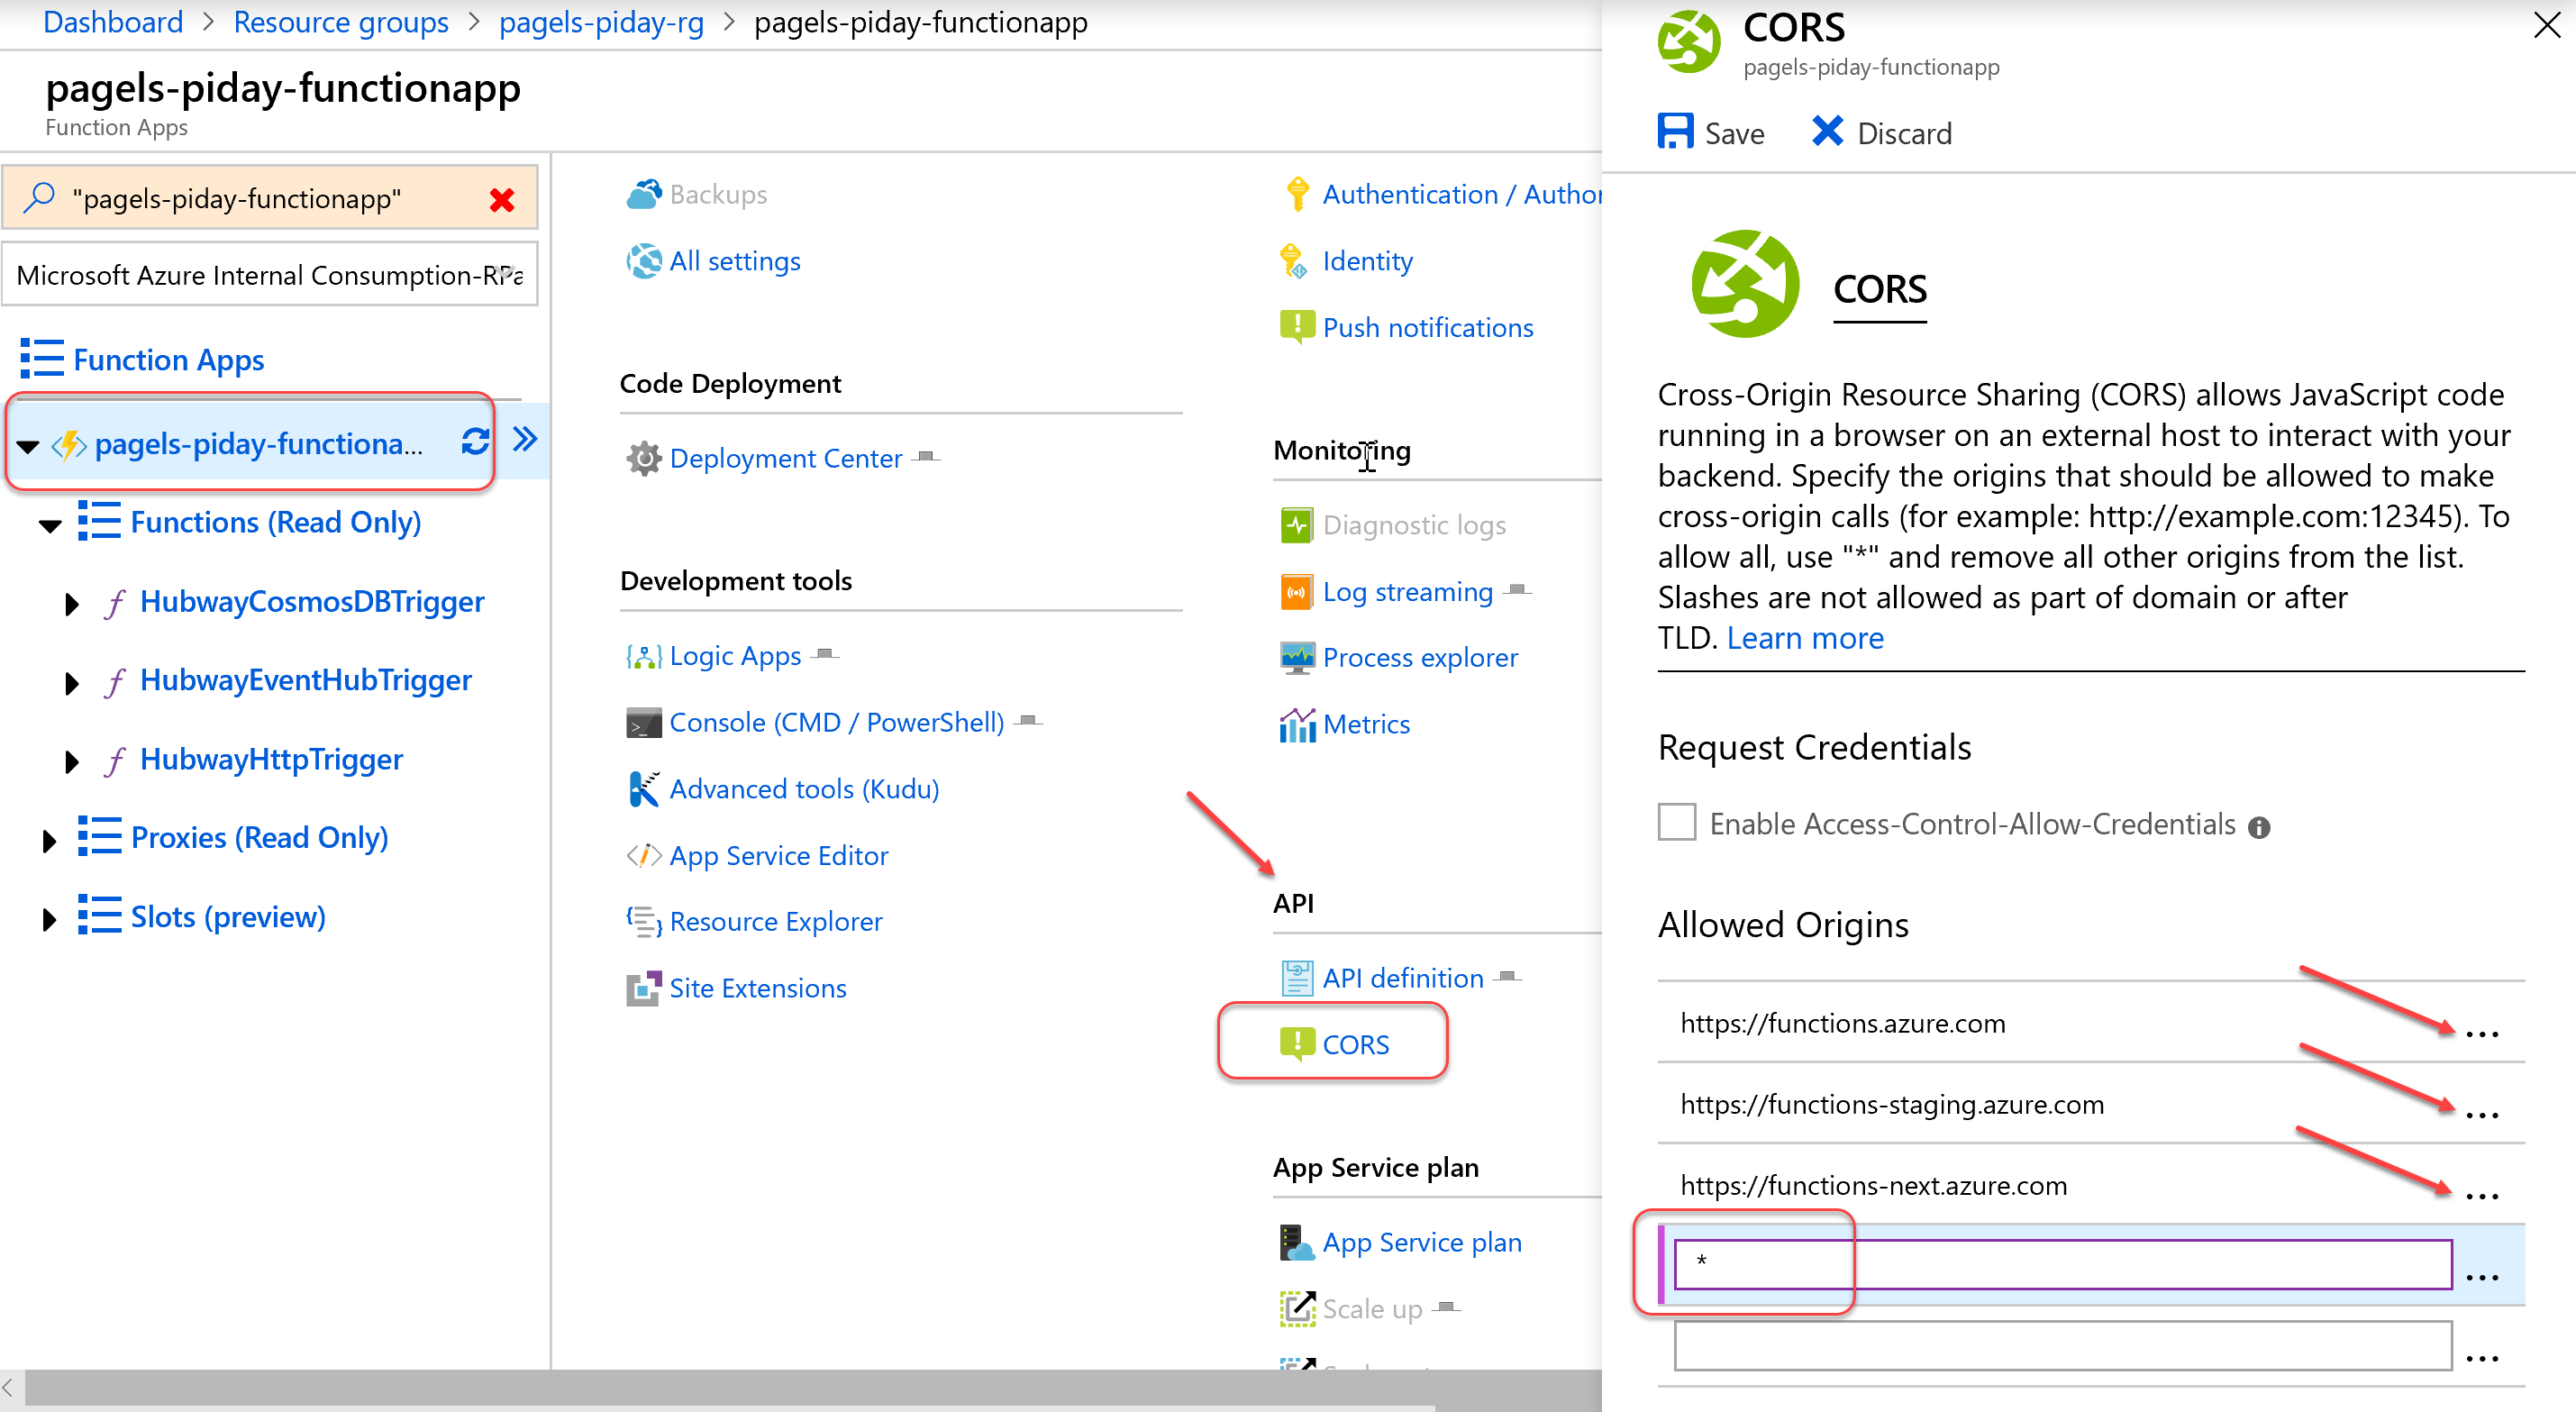 Dashboard > Resource groups > pagels-piday-rg > pagels-piday-functionapp
pagels-piday-functionapp
Function Apps
"pagels-piday-functionapp"
Microsoft Azure Internal Consumption-RPa
Function Apps
pagels-piday-functiona...
Functions (Read Only)
HubwayCosmosDBTrigger
HubwayEventHubTrigger
HubwayHttpTrigger
Proxies (Read Only)
Slots (preview)
Backups
All settings
Code Deployment
Deployment Center
Development tools
Logic Apps
Console (CMD / PowerShell)
Advanced tools (Kudu)
App Service Editor
Resource Explorer
Site Extensions
Authentication / Author
Identity
Push notifications
Monitoring
Diagnostic logs
Log streaming
Process explorer
Metrics
API
API definition
CORS
App Service plan
App Service plan
Scale up
CORS
pagels-piday-functionapp
Save
Discard
CORS
Cross-Origin Resource Sharing (CORS) allows JavaScript code
running in a browser on an external host to interact with your
backend. Specify the origins that should be allowed to make
cross-origin calls (for example: http://example.com:12345). To
allow all, use "*" and remove all other origins from the list.
Slashes are not allowed as part of domain or after
TLD. Learn more
Request Credentials
Enable Access-Control-Allow-Credentials
Allowed Origins
https://functions.azure.com
...
https://functions-staging.azure.com
...
https://functions-next.azure.com
...
*
...
...